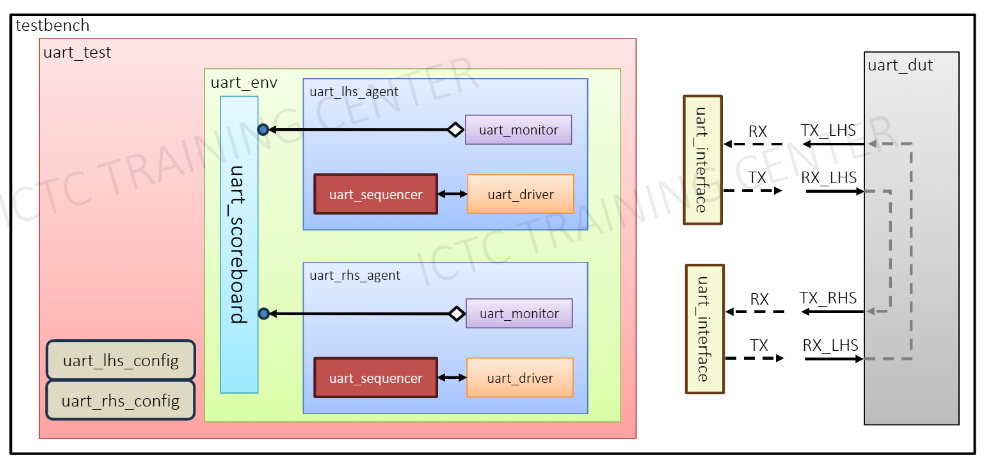 testbench
uart_test
uart_env
uart_scoreboard
uart_lhs_agent
uart_monitor
uart_sequencer
uart_driver
uart_rhs_agent
uart_monitor
uart_sequencer
uart_driver
uart_lhs_config
uart_rhs_config
uart_interface
RX
TX_LHS
TX
RX_LHS
uart_interface
RX
TX_RHS
TX
RX_LHS
uart_dut
ICTC TRAINING CENTER
ICTC TRAINING CENTER